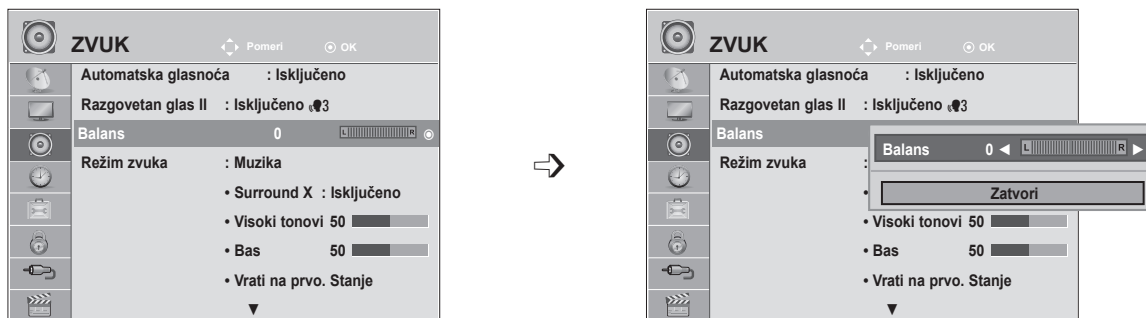 ZVUK Pomeri OK
Automatska glasnoća : Isključeno
Razgovetan glas II : Isključeno 3
Balans 0 L R
Režim zvuka : Muzika
• Surround X : Isključeno
• Visoki tonovi 50
• Bas 50
• Vrati na prvo. Stanje
ZVUK Pomeri OK
Automatska glasnoća : Isključeno
Razgovetan glas II : Isključeno 3
Balans
Balans 0 L R
Režim zvuka :
Zatvori
•
• Visoki tonovi 50
• Bas 50
• Vrati na prvo. Stanje